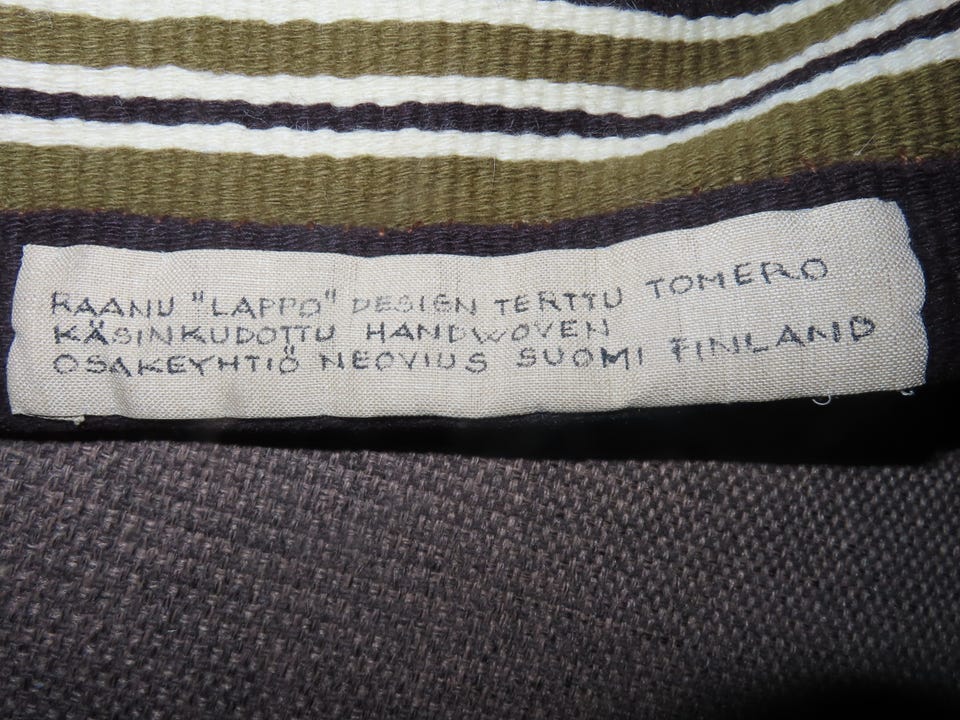 RAANU "LAPPO" DESIGN TERTTU TOMERO
KÄSINKUDOTTU HANDWOVEN
OSAKEYHTIÖ NEOVIUS SUOMI FINLAND